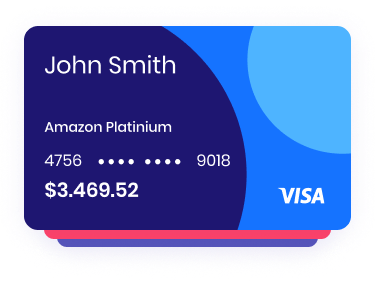 John Smith
Amazon Platinium
4756 •••• •••• 9018
$3.469.52
VISA